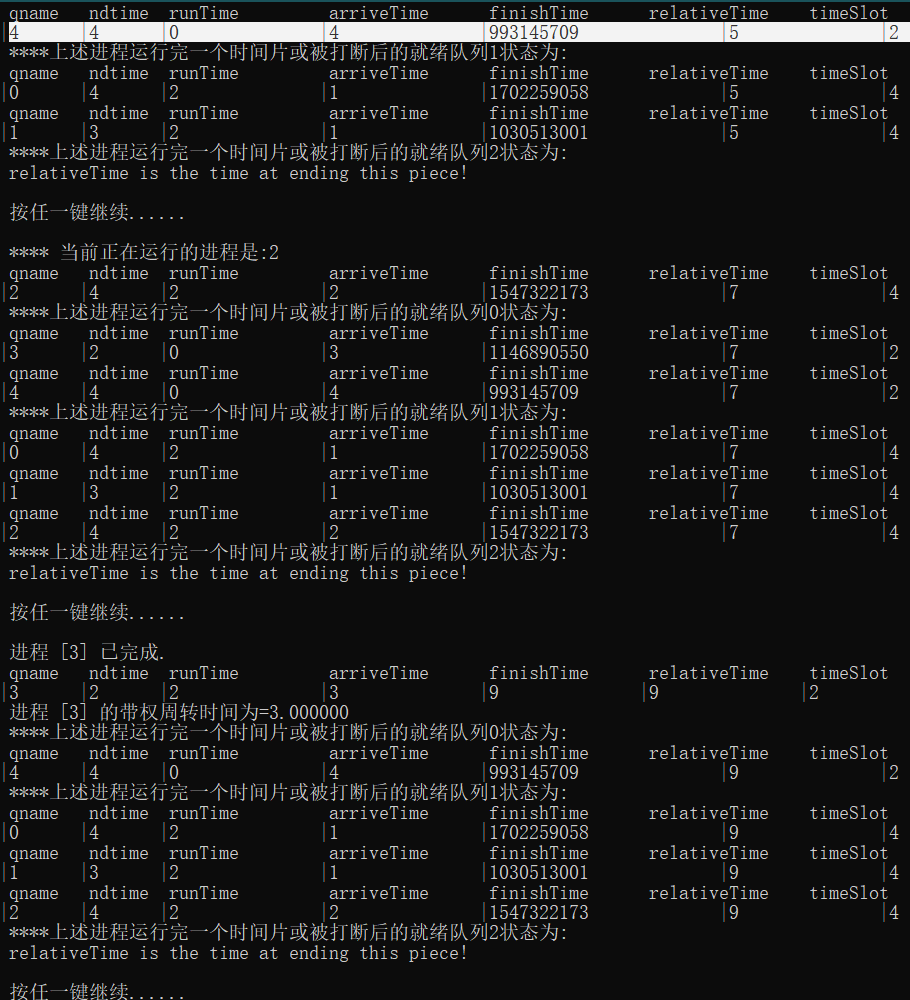 qname ndtime runTime arriveTime finishTime relativeTime timeSlot
|4 |4 |0 |4 |993145709 |5 |2
****上述进程运行完一个时间片或被打断后的就绪队列1状态为:
qname ndtime runTime arriveTime finishTime relativeTime timeSlot
|0 |4 |2 |1 |1702259058 |5 |4
qname ndtime runTime arriveTime finishTime relativeTime timeSlot
|1 |3 |2 |1 |1030513001 |5 |4
****上述进程运行完一个时间片或被打断后的就绪队列2状态为:
relativeTime is the time at ending this piece!
按任一键继续......
**** 当前正在运行的进程是:2
qname ndtime runTime arriveTime finishTime relativeTime timeSlot
|2 |4 |2 |2 |1547322173 |7 |4
****上述进程运行完一个时间片或被打断后的就绪队列0状态为:
qname ndtime runTime arriveTime finishTime relativeTime timeSlot
|3 |2 |0 |3 |1146890550 |7 |2
qname ndtime runTime arriveTime finishTime relativeTime timeSlot
|4 |4 |0 |4 |993145709 |7 |2
****上述进程运行完一个时间片或被打断后的就绪队列1状态为:
qname ndtime runTime arriveTime finishTime relativeTime timeSlot
|0 |4 |2 |1 |1702259058 |7 |4
qname ndtime runTime arriveTime finishTime relativeTime timeSlot
|1 |3 |2 |1 |1030513001 |7 |4
qname ndtime runTime arriveTime finishTime relativeTime timeSlot
|2 |4 |2 |2 |1547322173 |7 |4
****上述进程运行完一个时间片或被打断后的就绪队列2状态为:
relativeTime is the time at ending this piece!
按任一键继续......
进程 [3] 已完成.
qname ndtime runTime arriveTime finishTime relativeTime timeSlot
|3 |2 |2 |3 |9 |9 |2
进程 [3] 的带权周转时间为=3.000000
****上述进程运行完一个时间片或被打断后的就绪队列0状态为:
qname ndtime runTime arriveTime finishTime relativeTime timeSlot
|4 |4 |0 |4 |993145709 |9 |2
****上述进程运行完一个时间片或被打断后的就绪队列1状态为:
qname ndtime runTime arriveTime finishTime relativeTime timeSlot
|0 |4 |2 |1 |1702259058 |9 |4
qname ndtime runTime arriveTime finishTime relativeTime timeSlot
|1 |3 |2 |1 |1030513001 |9 |4
qname ndtime runTime arriveTime finishTime relativeTime timeSlot
|2 |4 |2 |2 |1547322173 |9 |4
****上述进程运行完一个时间片或被打断后的就绪队列2状态为:
relativeTime is the time at ending this piece!
按任一键继续......